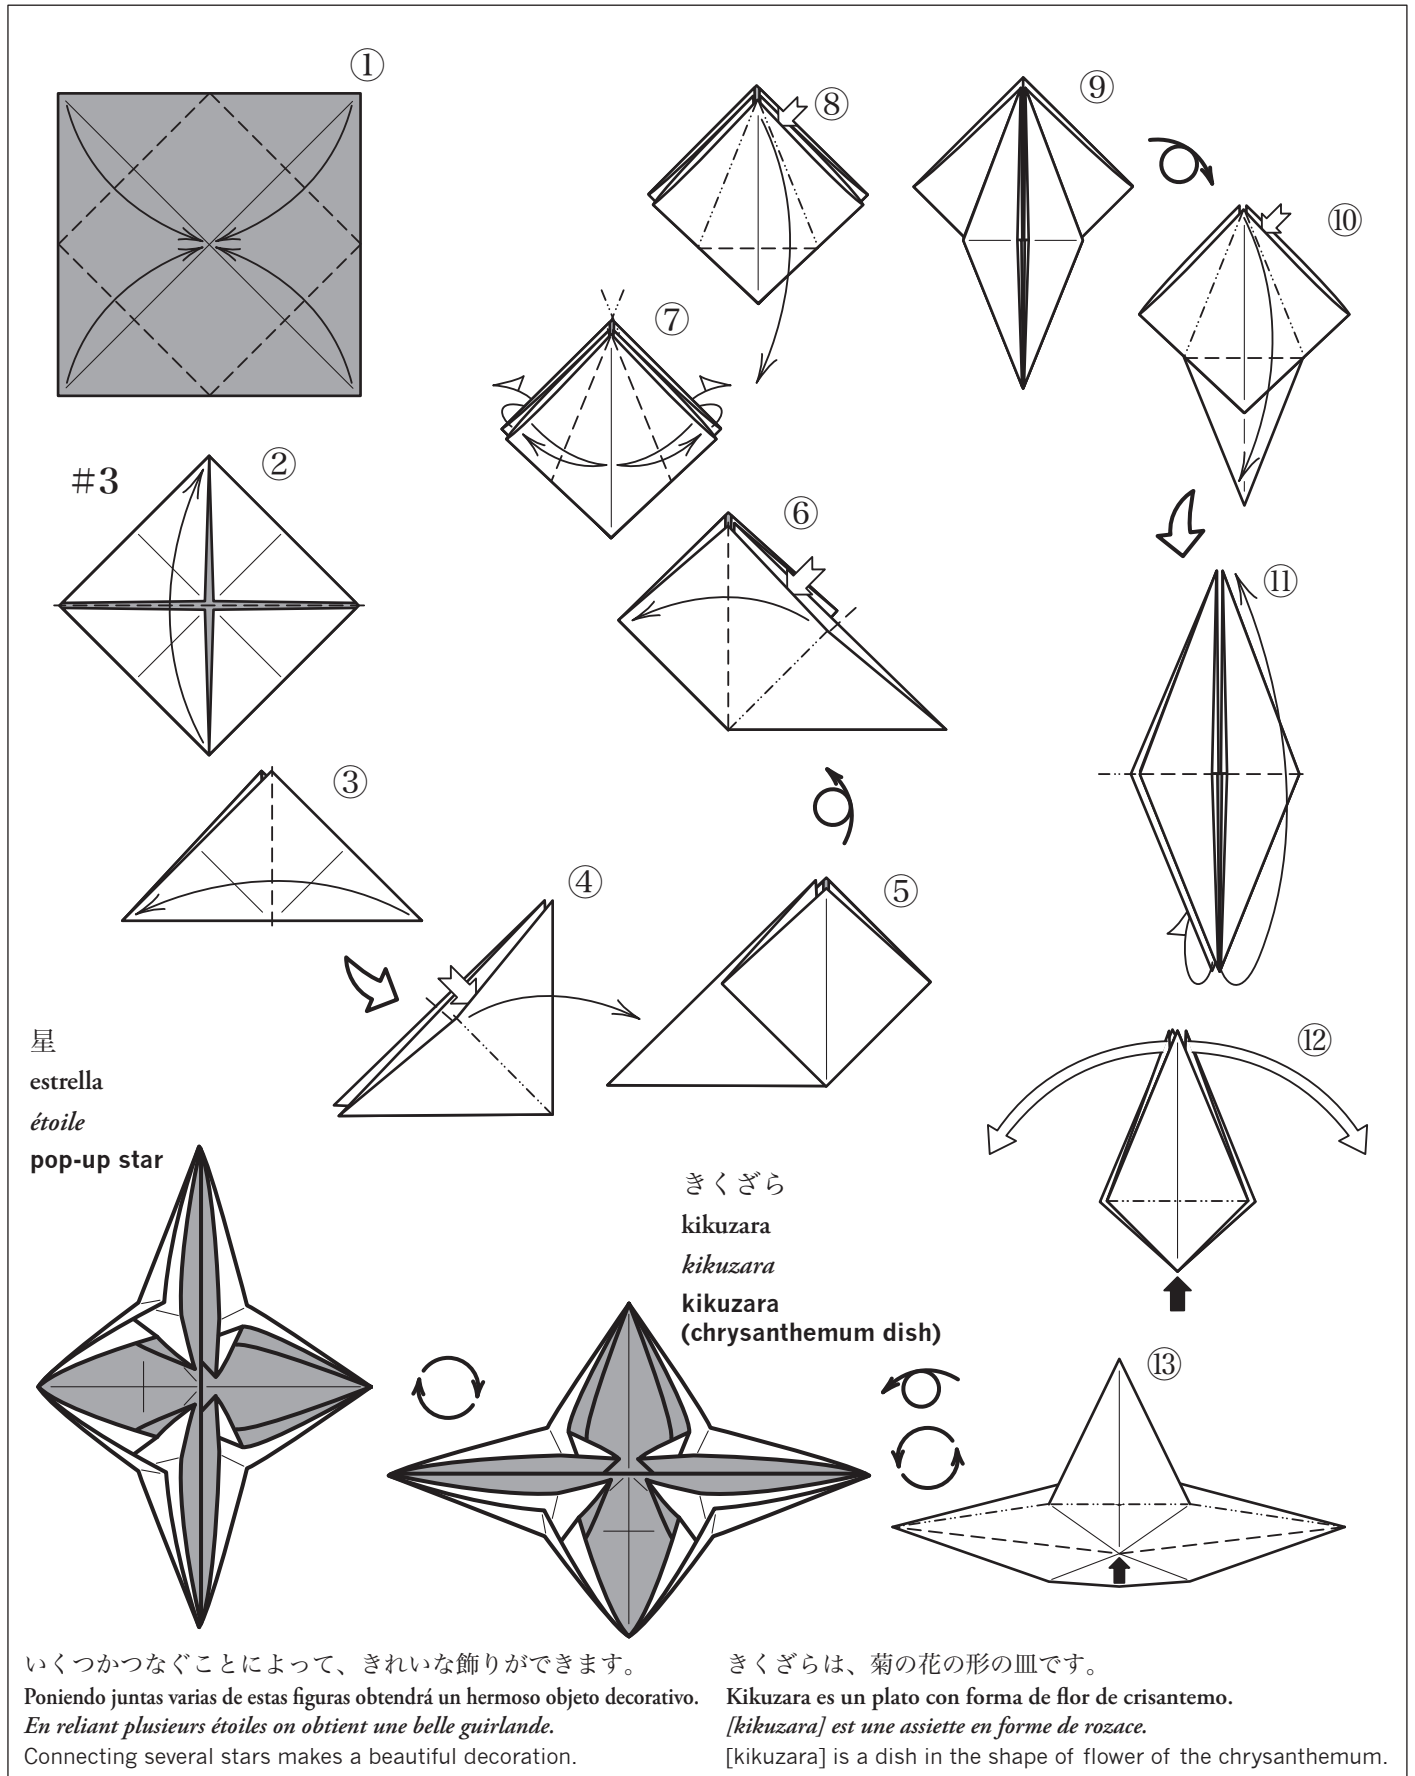 ①
⑧
⑨
⑩
⑦
#3
②
⑥
⑪
③
④
⑤
⑫
星
estrella
étoile
pop-up star
きくざら
kikuzara
kikuzara
kikuzara
(chrysanthemum dish)
⑬
いくつかつなぐことによって、きれいな飾りができます。
Poniendo juntas varias de estas figuras obtendrá un hermoso objeto decorativo.
En reliant plusieurs étoiles on obtient une belle guirlande.
Connecting several stars makes a beautiful decoration.
きくざらは、菊の花の形の皿です。
Kikuzara es un plato con forma de flor de crisantemo.
[kikuzara] est une assiette en forme de rozace.
[kikuzara] is a dish in the shape of flower of the chrysanthemum.